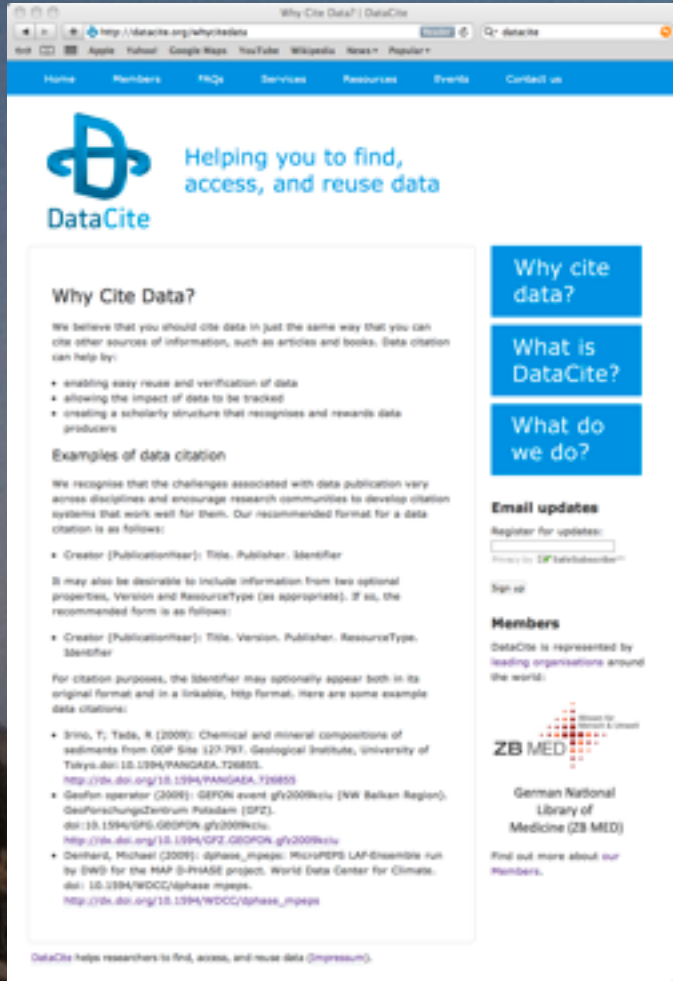 Why Cite Data? | DataCite
http://datacite.org/whycitedata
Reader
datacite
Apple Yahoo! Google Maps YouTube Wikipedia News Popular
Home Members FAQs Services Resources Events Contact us
DataCite
Helping you to find,
access, and reuse data
Why Cite Data?
We believe that you should cite data in just the same way that you can
cite other sources of information, such as articles and books. Data citation
can help by:
• enabling easy reuse and verification of data
• allowing the impact of data to be tracked
• creating a scholarly structure that recognises and rewards data
producers
Examples of data citation
We recognise that the challenges associated with data publication vary
across disciplines and encourage research communities to develop citation
systems that work well for them. Our recommended format for a data
citation is as follows:
• Creator (PublicationYear): Title. Publisher. Identifier
It may also be desirable to include information from two optional
properties, Version and ResourceType (as appropriate). If so, the
recommended form is as follows:
• Creator (PublicationYear): Title. Version. Publisher. ResourceType.
Identifier
For citation purposes, the Identifier may optionally appear both in its
original format and in a linkable, http format. Here are some example
data citations:
• Irino, T; Tada, R (2009): Chemical and mineral compositions of
sediments from ODP Site 127-797. Geological Institute, University of
Tokyo.doi:10.1594/PANGAEA.726855.
http://dx.doi.org/10.1594/PANGAEA.726855
• Geofon operator (2009): GEFON event gfz2009kciu (NW Balkan Region).
GeoForschungsZentrum Potsdam (GFZ).
doi:10.1594/GFZ.GEOFON.gfz2009kciu.
http://dx.doi.org/10.1594/GFZ.GEOFON.gfz2009kciu
• Denhard, Michael (2009): dphase_mpeps: MicroPEPS LAF-Ensemble run
by DWD for the MAP D-PHASE project. World Data Center for Climate.
doi: 10.1594/WDCC/dphase mpeps.
http://dx.doi.org/10.1594/WDCC/dphase_mpeps
Why cite
data?
What is
DataCite?
What do
we do?
Email updates
Register for updates:
Privacy by SafeSubscribe
Sign up
Members
DataCite is represented by
leading organisations around
the world:
ZB MED
German National
Library of
Medicine (ZB MED)
Find out more about our
Members.
DataCite helps researchers to find, access, and reuse data (Impressum).